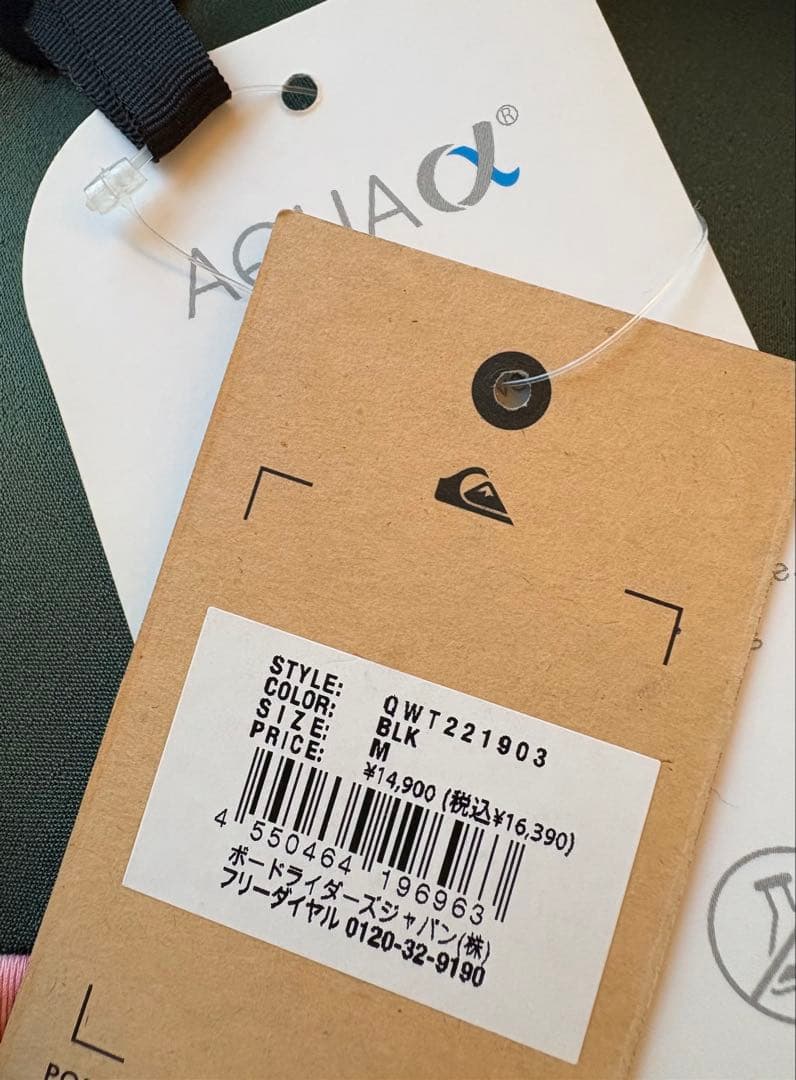 AQUA α®
STYLE: QWT221903
COLOR: BLK
SIZE: M
PRICE: ¥14,900 (税込¥16,390)
4 550464 196963
ボードライダーズジャパン(株)
フリーダイヤル 0120-32-9190